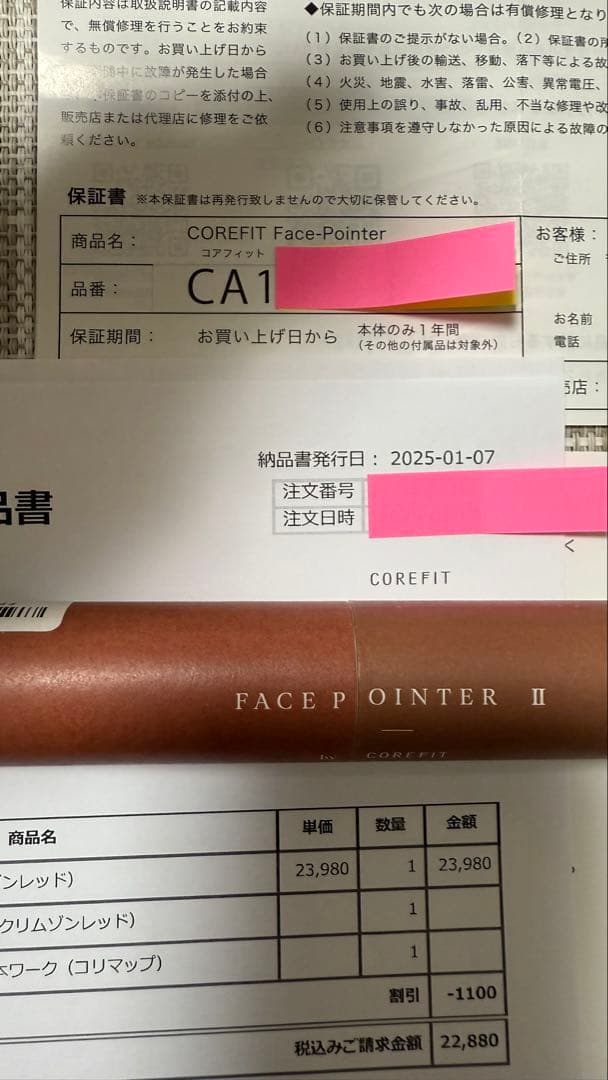 保証内容は取扱説明書の記載内容
で、無償修理を行うことをお約束
するものです。お買い上げ日から
中に故障が発生した場合
保証書のコピーを添付の上、
販売店または代理店に修理をご依
頼ください。
◆保証期間内でも次の場合は有償修理となり
（1）保証書のご提示がない場合。（2）保証書の
（3）お買い上げ後の輸送、移動、落下等による故
（4）火災、地震、水害、落雷、公害、異常電圧、
（5）使用上の誤り、事故、乱用、不当な修理や改
（6）注意事項を遵守しなかった原因による故障の
保証書 ※本保証書は再発行致しませんので大切に保管してください。
商品名： COREFIT Face-Pointer
コアフィット
品番： CA1
保証期間： お買い上げ日から 本体のみ1年間
（その他の付属品は対象外）
お客様：
ご住所
お名前
電話
店：
納品書発行日： 2025-01-07
品書
注文番号
注文日時
COREFIT
FACE POINTER Ⅱ
by COREFIT
商品名 単価 数量 金額
ンレッド） 23,980 1 23,980
クリムゾンレッド） 1
ワーク（コリマップ） 1
割引 -1100
税込みご請求金額 22,880